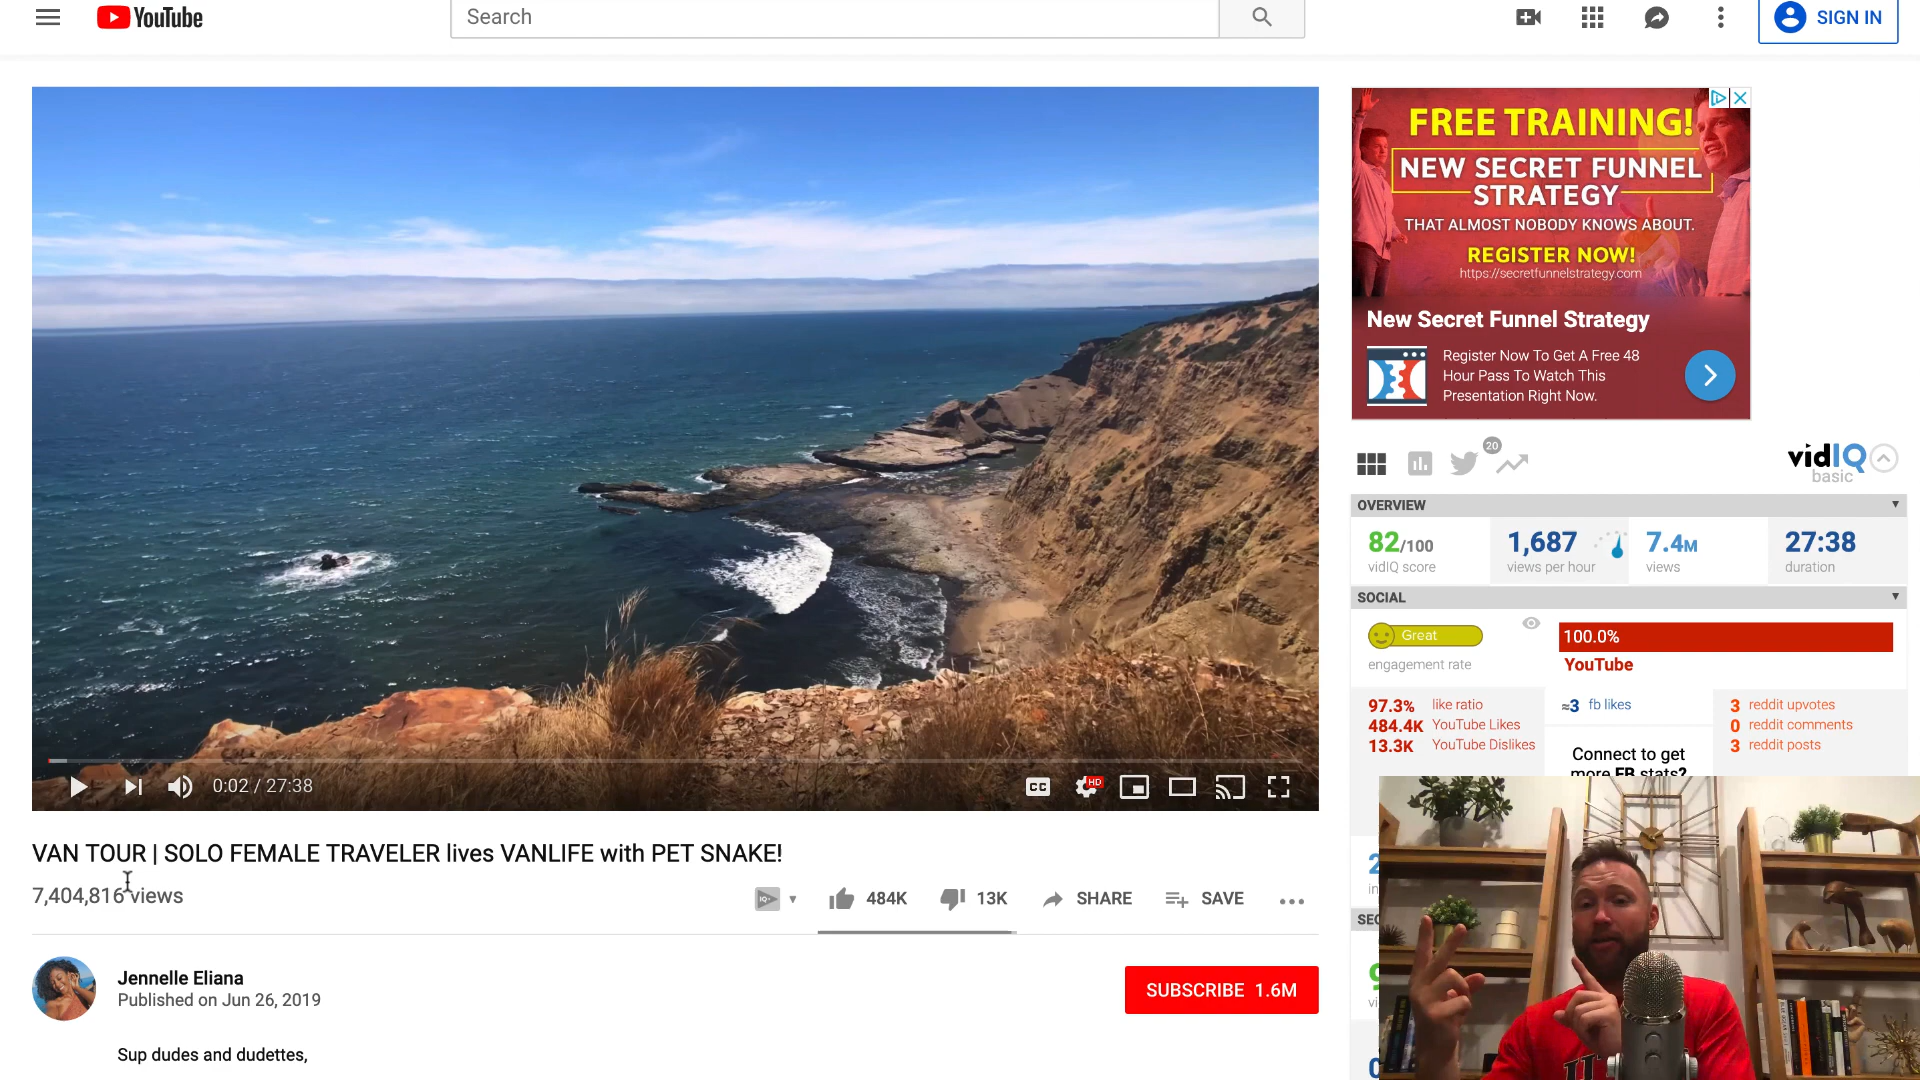 YouTube
Search
SIGN IN
FREE TRAINING!
NEW SECRET FUNNEL
STRATEGY
THAT ALMOST NOBODY KNOWS ABOUT.
REGISTER NOW!
https://secretfunnelstrategy.com
New Secret Funnel Strategy
Register Now To Get A Free 48
Hour Pass To Watch This
Presentation Right Now.
20
vidIQ
basic
OVERVIEW
82/100
vidIQ score
1,687
views per hour
7.4M
views
27:38
duration
SOCIAL
Great
engagement rate
100.0%
YouTube
97.3% like ratio
484.4K YouTube Likes
13.3K YouTube Dislikes
≈3 fb likes
Connect to get
more FB stats?
3 reddit upvotes
0 reddit comments
3 reddit posts
0:02 / 27:38
CC
HD
VAN TOUR | SOLO FEMALE TRAVELER lives VANLIFE with PET SNAKE!
7,404,816 views
IQ
484K
13K
SHARE
SAVE
Jennelle Eliana
Published on Jun 26, 2019
SUBSCRIBE 1.6M
Sup dudes and dudettes,